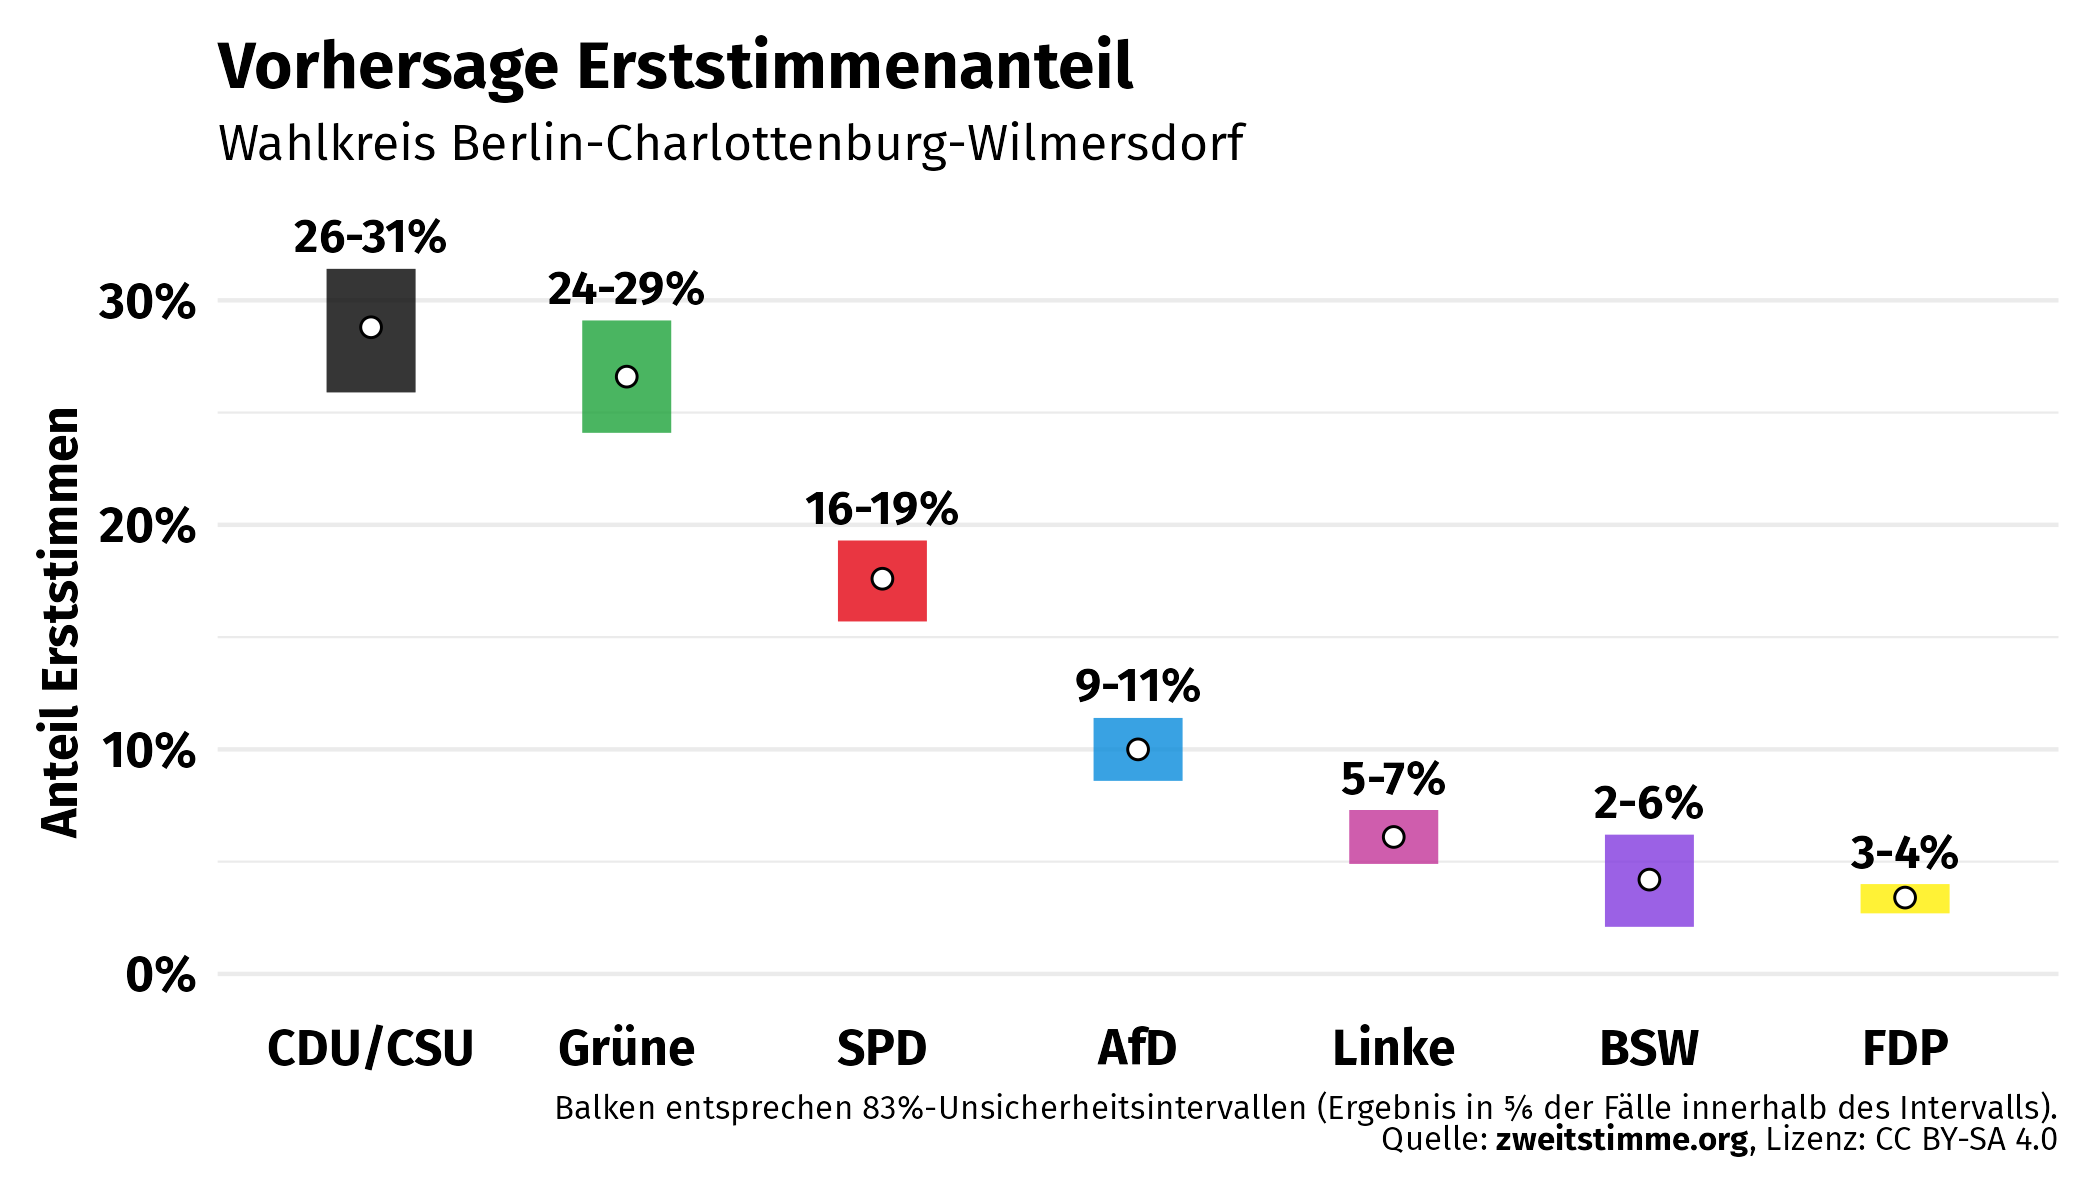 Vorhersage Erststimmenanteil
Wahlkreis Berlin-Charlottenburg-Wilmersdorf
Anteil Erststimmen
30%
20%
10%
0%
26-31%
24-29%
16-19%
9-11%
5-7%
2-6%
3-4%
CDU/CSU Grüne SPD AfD Linke BSW FDP
Balken entsprechen 83%-Unsicherheitsintervallen (Ergebnis in ⅚ der Fälle innerhalb des Intervalls).
Quelle: zweitstimme.org, Lizenz: CC BY-SA 4.0